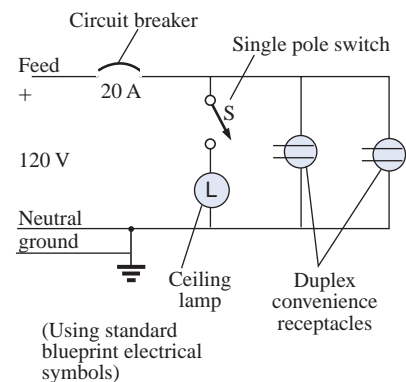 Circuit breaker
Single pole switch
Feed
+
20 A
S
120 V
L
Neutral
ground
Ceiling
lamp
Duplex
convenience
receptacles
(Using standard
blueprint electrical
symbols)